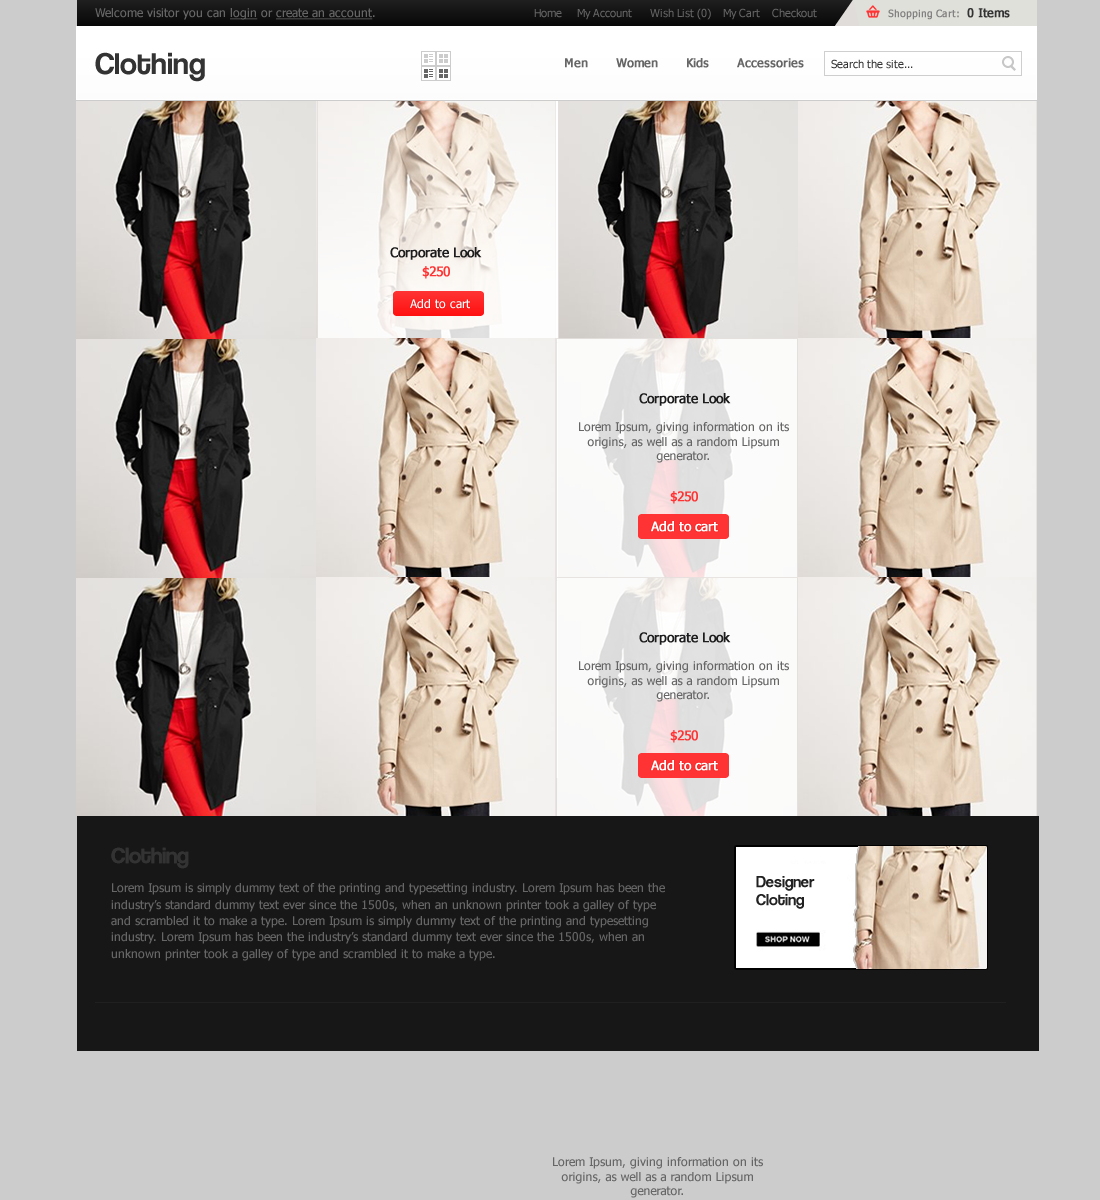 Welcome visitor you can login or create an account.
Home My Account Wish List (0) My Cart Checkout
Shopping Cart: 0 Items
Clothing
Men Women Kids Accessories
Search the site...
Corporate Look
$250
Add to cart
Corporate Look
Lorem Ipsum, giving information on its
origins, as well as a random Lipsum
generator.
$250
Add to cart
Corporate Look
Lorem Ipsum, giving information on its
origins, as well as a random Lipsum
generator.
$250
Add to cart
Clothing
Lorem Ipsum is simply dummy text of the printing and typesetting industry. Lorem Ipsum has been the
industry's standard dummy text ever since the 1500s, when an unknown printer took a galley of type
and scrambled it to make a type. Lorem Ipsum is simply dummy text of the printing and typesetting
industry. Lorem Ipsum has been the industry's standard dummy text ever since the 1500s, when an
unknown printer took a galley of type and scrambled it to make a type.
Designer
Cloting
SHOP NOW
Lorem Ipsum, giving information on its
origins, as well as a random Lipsum
generator.